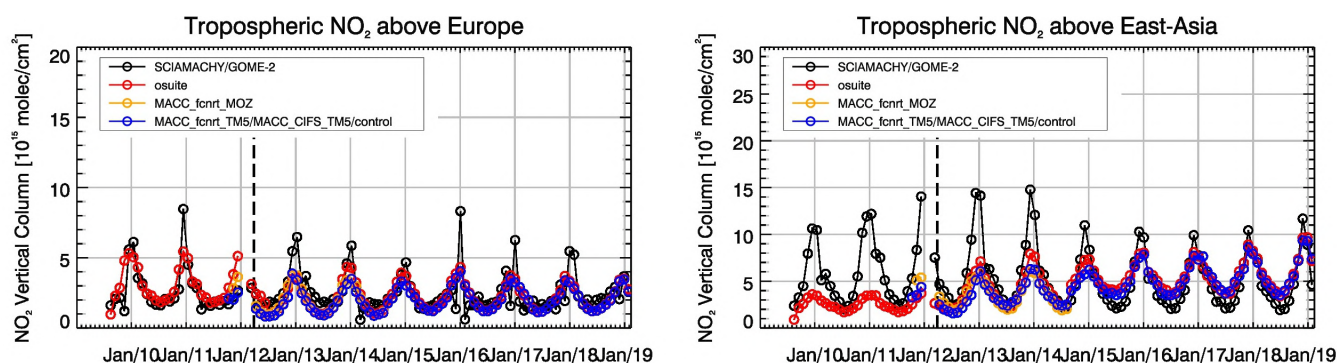 Tropospheric NO₂ above Europe
NO₂ Vertical Column [10¹⁵ molec/cm²]
20
15
10
5
0
SCIAMACHY/GOME-2
osuite
MACC_fcnrt_MOZ
MACC_fcnrt_TM5/MACC_CIFS_TM5/control
Jan/10Jan/11Jan/12Jan/13Jan/14Jan/15Jan/16Jan/17Jan/18Jan/19
Tropospheric NO₂ above East-Asia
NO₂ Vertical Column [10¹⁵ molec/cm²]
30
25
20
15
10
5
0
SCIAMACHY/GOME-2
osuite
MACC_fcnrt_MOZ
MACC_fcnrt_TM5/MACC_CIFS_TM5/control
Jan/10Jan/11Jan/12Jan/13Jan/14Jan/15Jan/16Jan/17Jan/18Jan/19